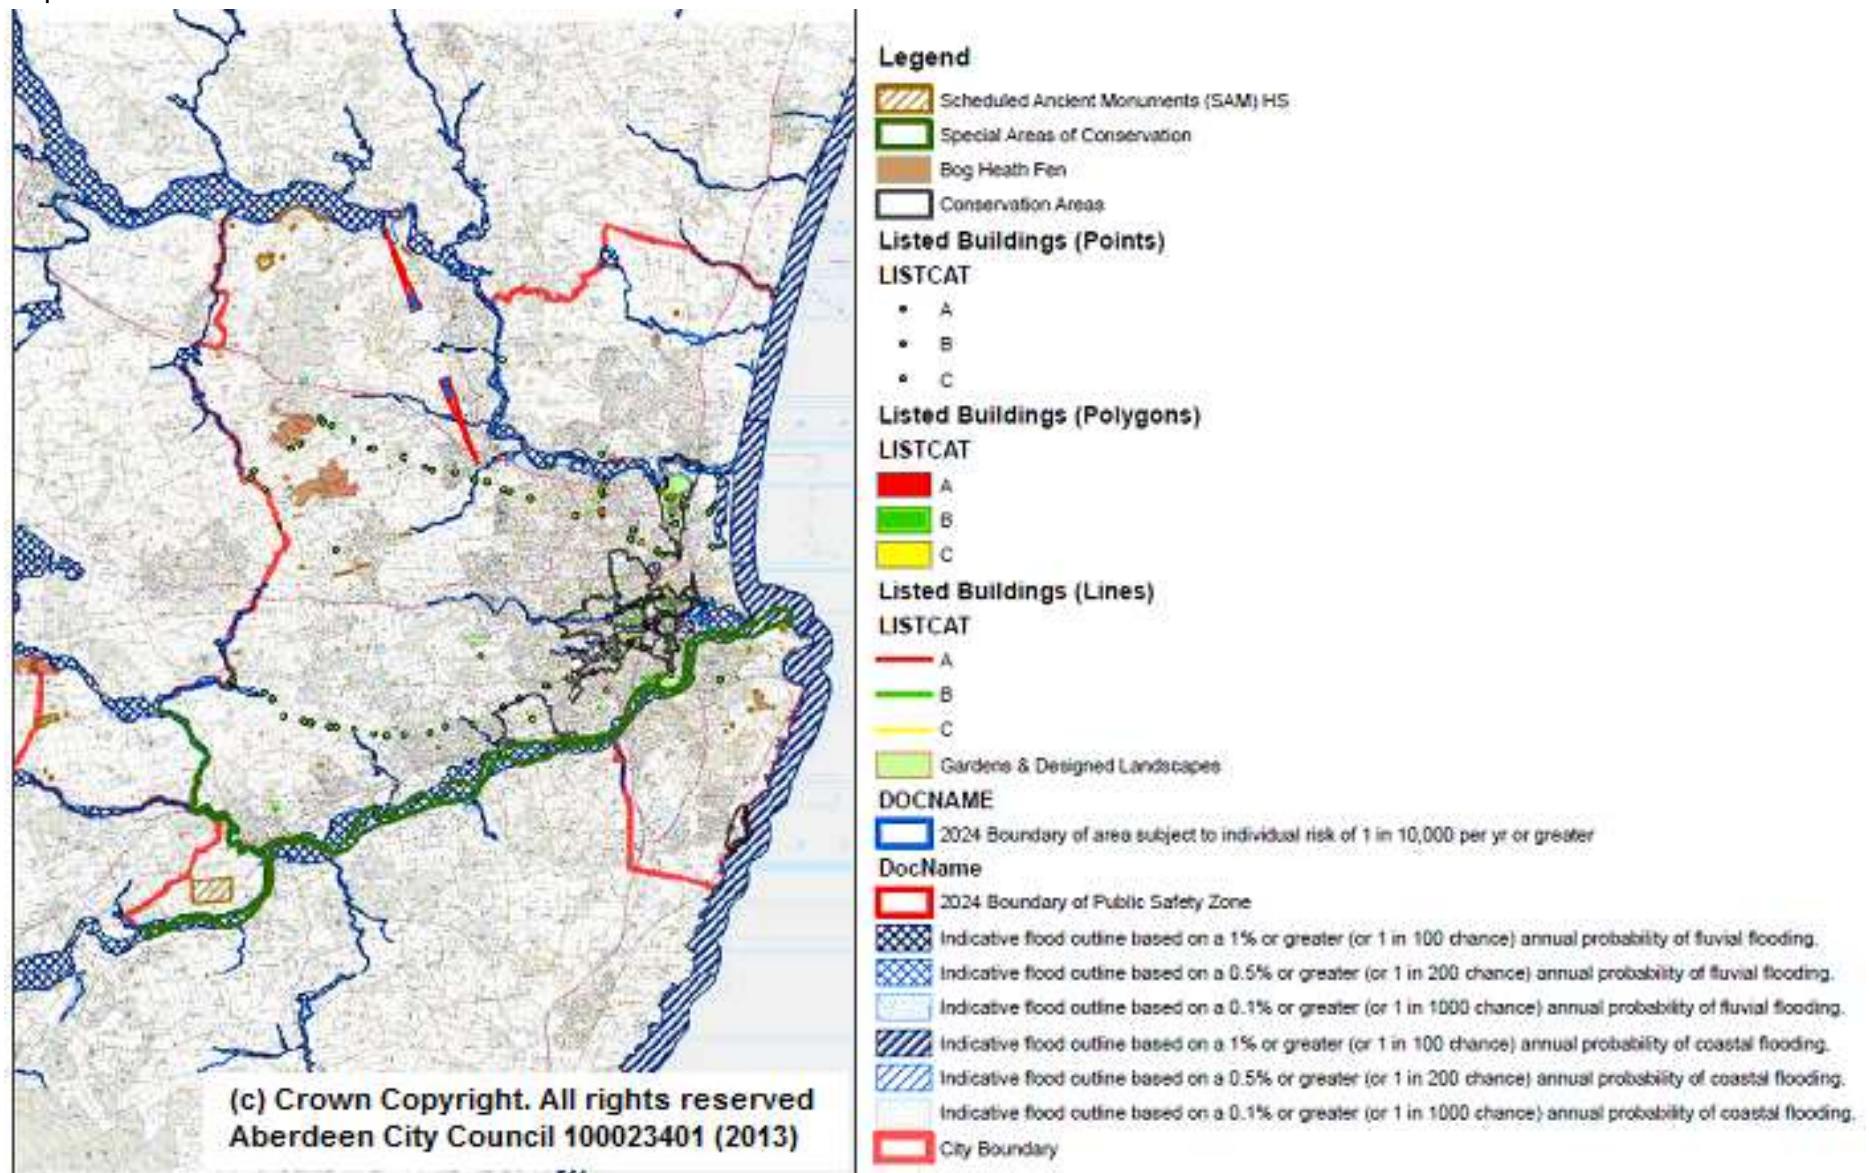 (c) Crown Copyright. All rights reserved
Aberdeen City Council 100023401 (2013)
Legend
Scheduled Ancient Monuments (SAM) HS
Special Areas of Conservation
Bog Heath Fen
Conservation Areas
Listed Buildings (Points)
LISTCAT
A
B
C
Listed Buildings (Polygons)
LISTCAT
A
B
C
Listed Buildings (Lines)
LISTCAT
A
B
C
Gardens & Designed Landscapes
DOCNAME
2024 Boundary of area subject to individual risk of 1 in 10,000 per yr or greater
DocName
2024 Boundary of Public Safety Zone
Indicative flood outline based on a 1% or greater (or 1 in 100 chance) annual probability of fluvial flooding.
Indicative flood outline based on a 0.5% or greater (or 1 in 200 chance) annual probability of fluvial flooding.
Indicative flood outline based on a 0.1% or greater (or 1 in 1000 chance) annual probability of fluvial flooding.
Indicative flood outline based on a 1% or greater (or 1 in 100 chance) annual probability of coastal flooding.
Indicative flood outline based on a 0.5% or greater (or 1 in 200 chance) annual probability of coastal flooding.
Indicative flood outline based on a 0.1% or greater (or 1 in 1000 chance) annual probability of coastal flooding.
City Boundary